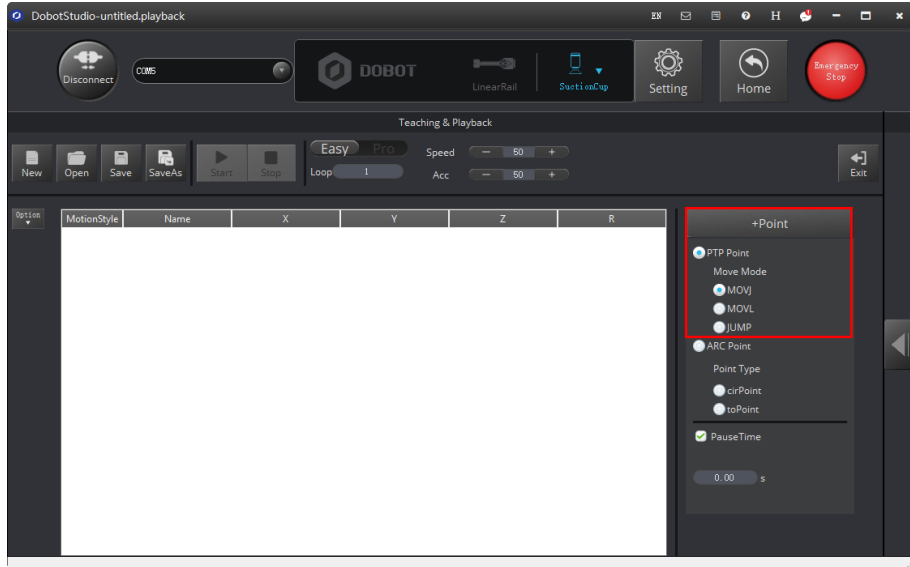 DobotStudio-untitled.playback
EN
H
Disconnect
COM5
DOBOT
LinearRail
SuctionCup
Setting
Home
Emergency
Stop
Teaching & Playback
New
Open
Save
SaveAs
Start
Stop
Easy
Pro
Loop
1
Speed
50
Acc
50
Exit
Option
MotionStyle
Name
X
Y
Z
R
+Point
PTP Point
Move Mode
MOVJ
MOVL
JUMP
ARC Point
Point Type
cirPoint
toPoint
PauseTime
0.00 s